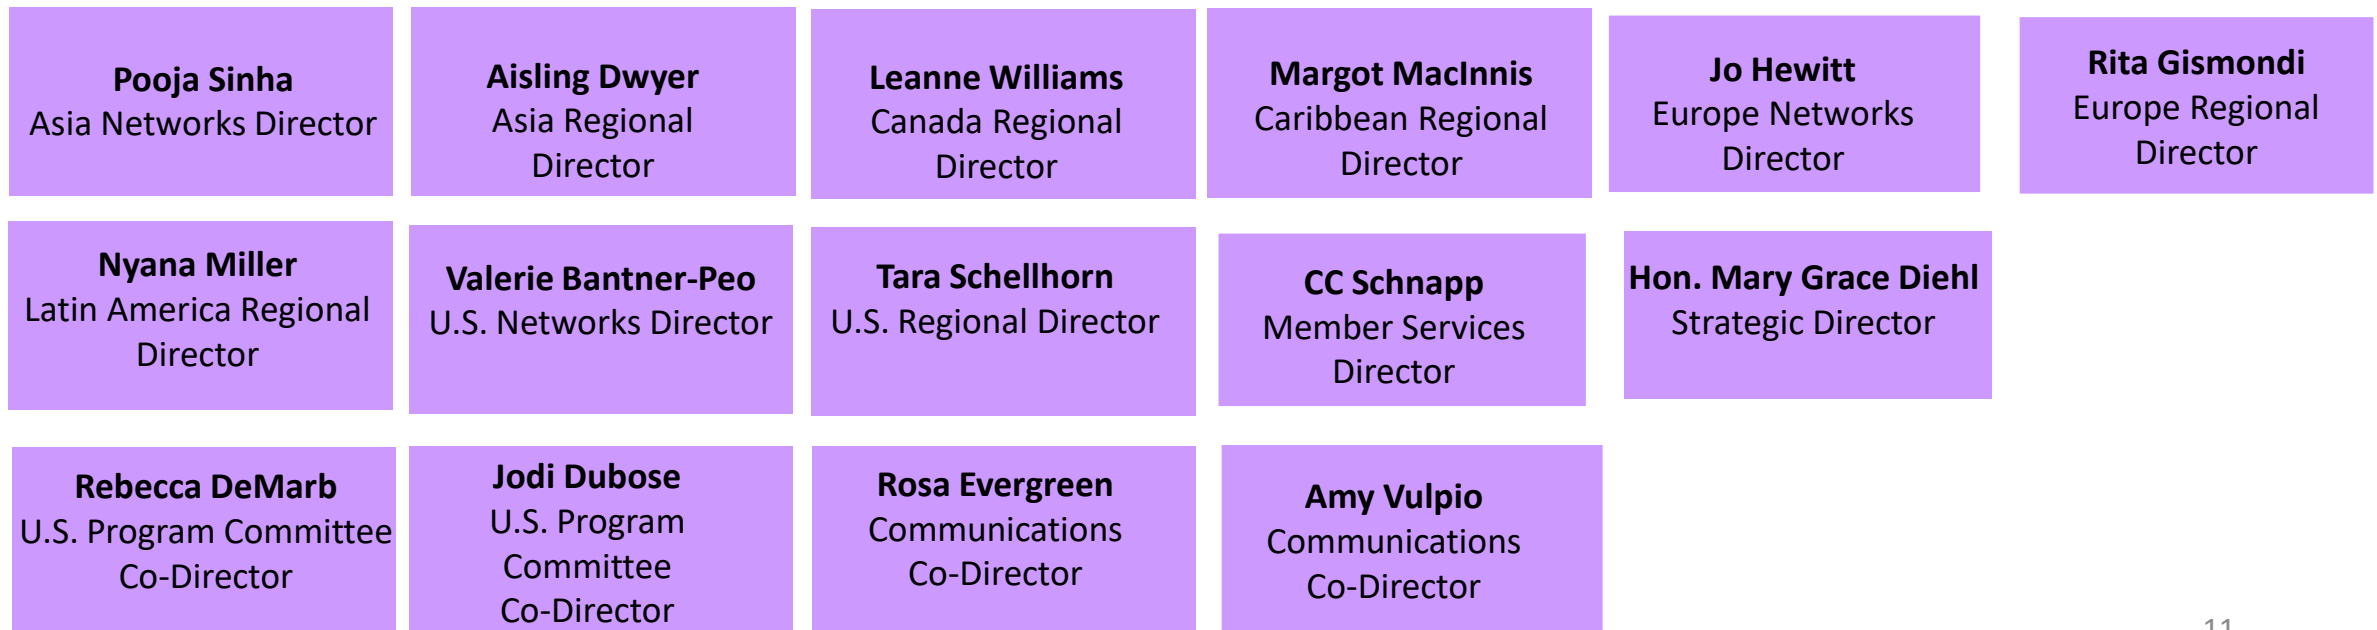 Pooja Sinha
Asia Networks Director
Aisling Dwyer
Asia Regional
Director
Leanne Williams
Canada Regional
Director
Margot MacInnis
Caribbean Regional
Director
Jo Hewitt
Europe Networks
Director
Rita Gismondi
Europe Regional
Director
Nyana Miller
Latin America Regional
Director
Valerie Bantner-Peo
U.S. Networks Director
Tara Schellhorn
U.S. Regional Director
CC Schnapp
Member Services
Director
Hon. Mary Grace Diehl
Strategic Director
Rebecca DeMarb
U.S. Program Committee
Co-Director
Jodi Dubose
U.S. Program
Committee
Co-Director
Rosa Evergreen
Communications
Co-Director
Amy Vulpio
Communications
Co-Director
11